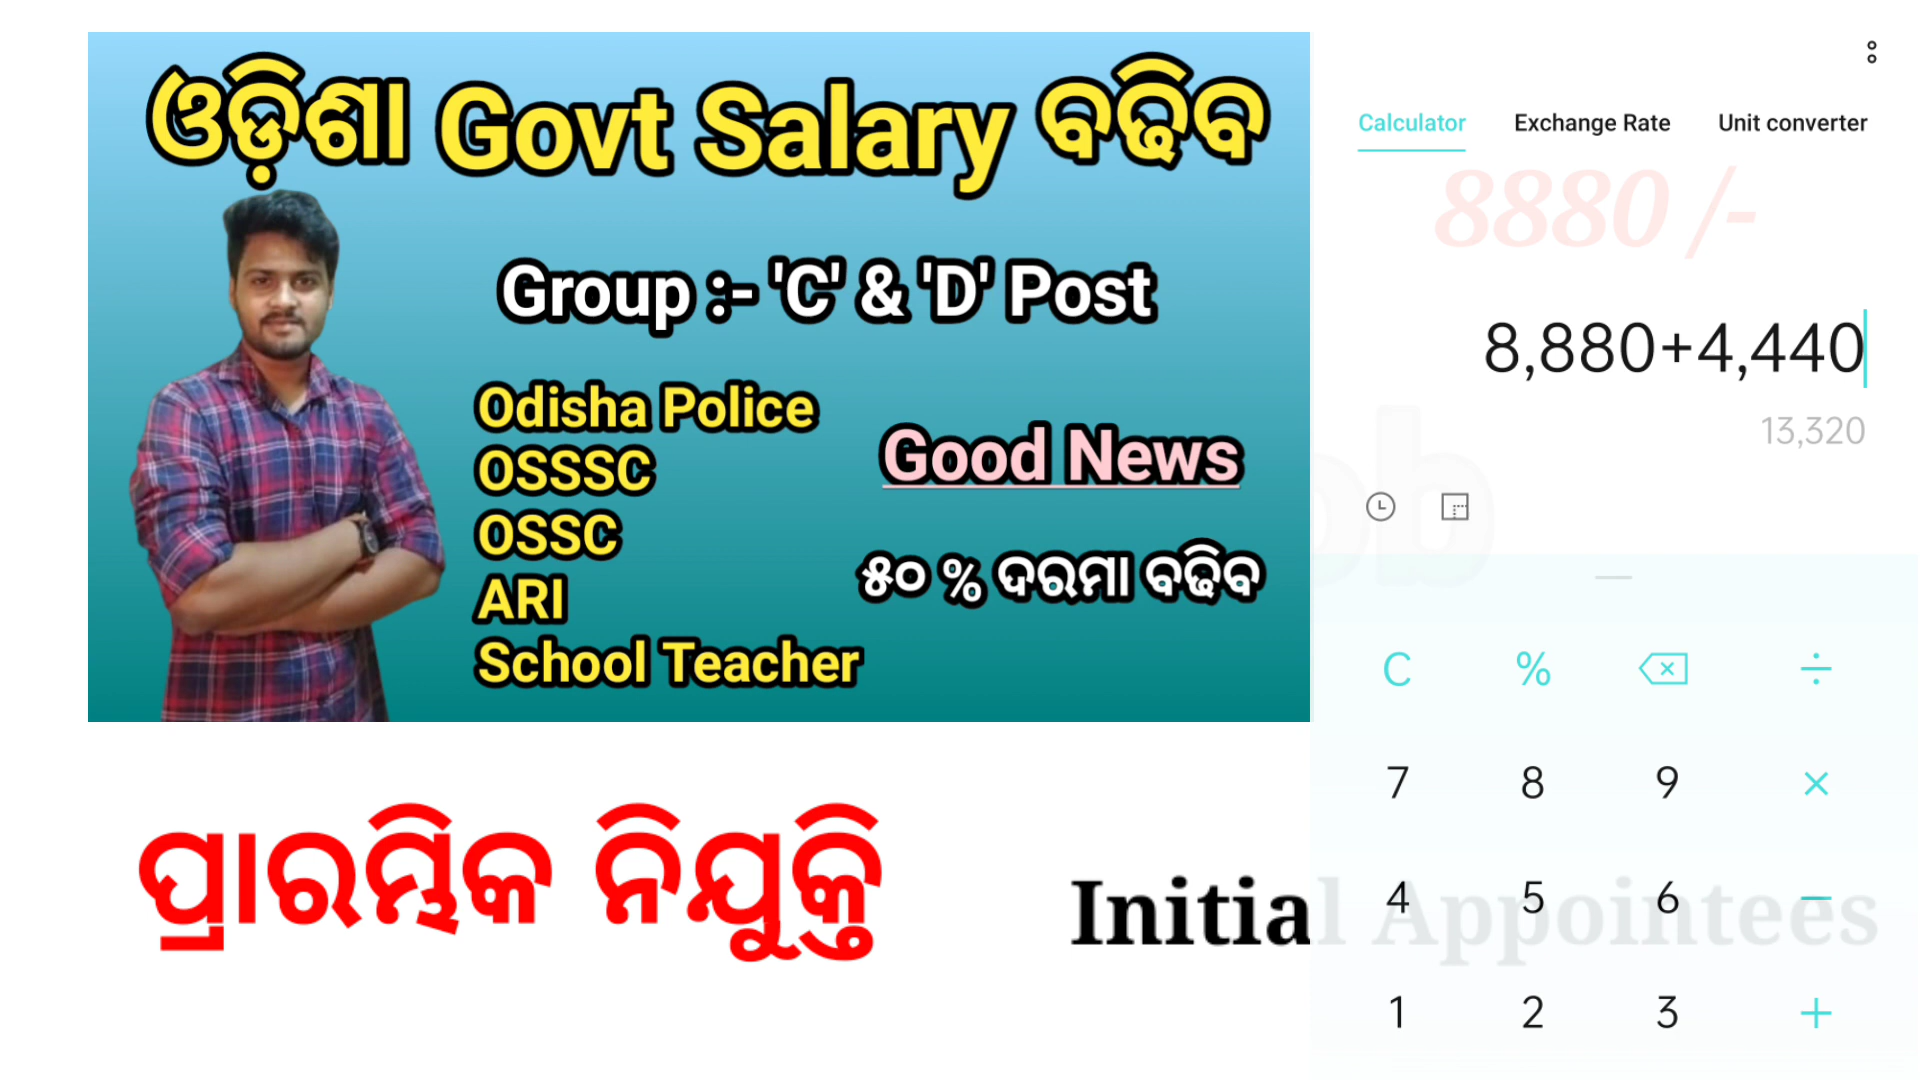 ଓଡ଼ିଶା Govt Salary ବଢିବ
Group :- 'C' & 'D' Post
Odisha Police
OSSSC
OSSC
ARI
School Teacher
Good News
୫୦ % ଦରମା ବଢିବ
ପ୍ରାରମ୍ଭିକ ନିଯୁକ୍ତି
Initial Appointees
Calculator Exchange Rate Unit converter
8880 /-
8,880+4,440
13,320
C % ÷
7 8 9 ×
4 5 6 −
1 2 3 +